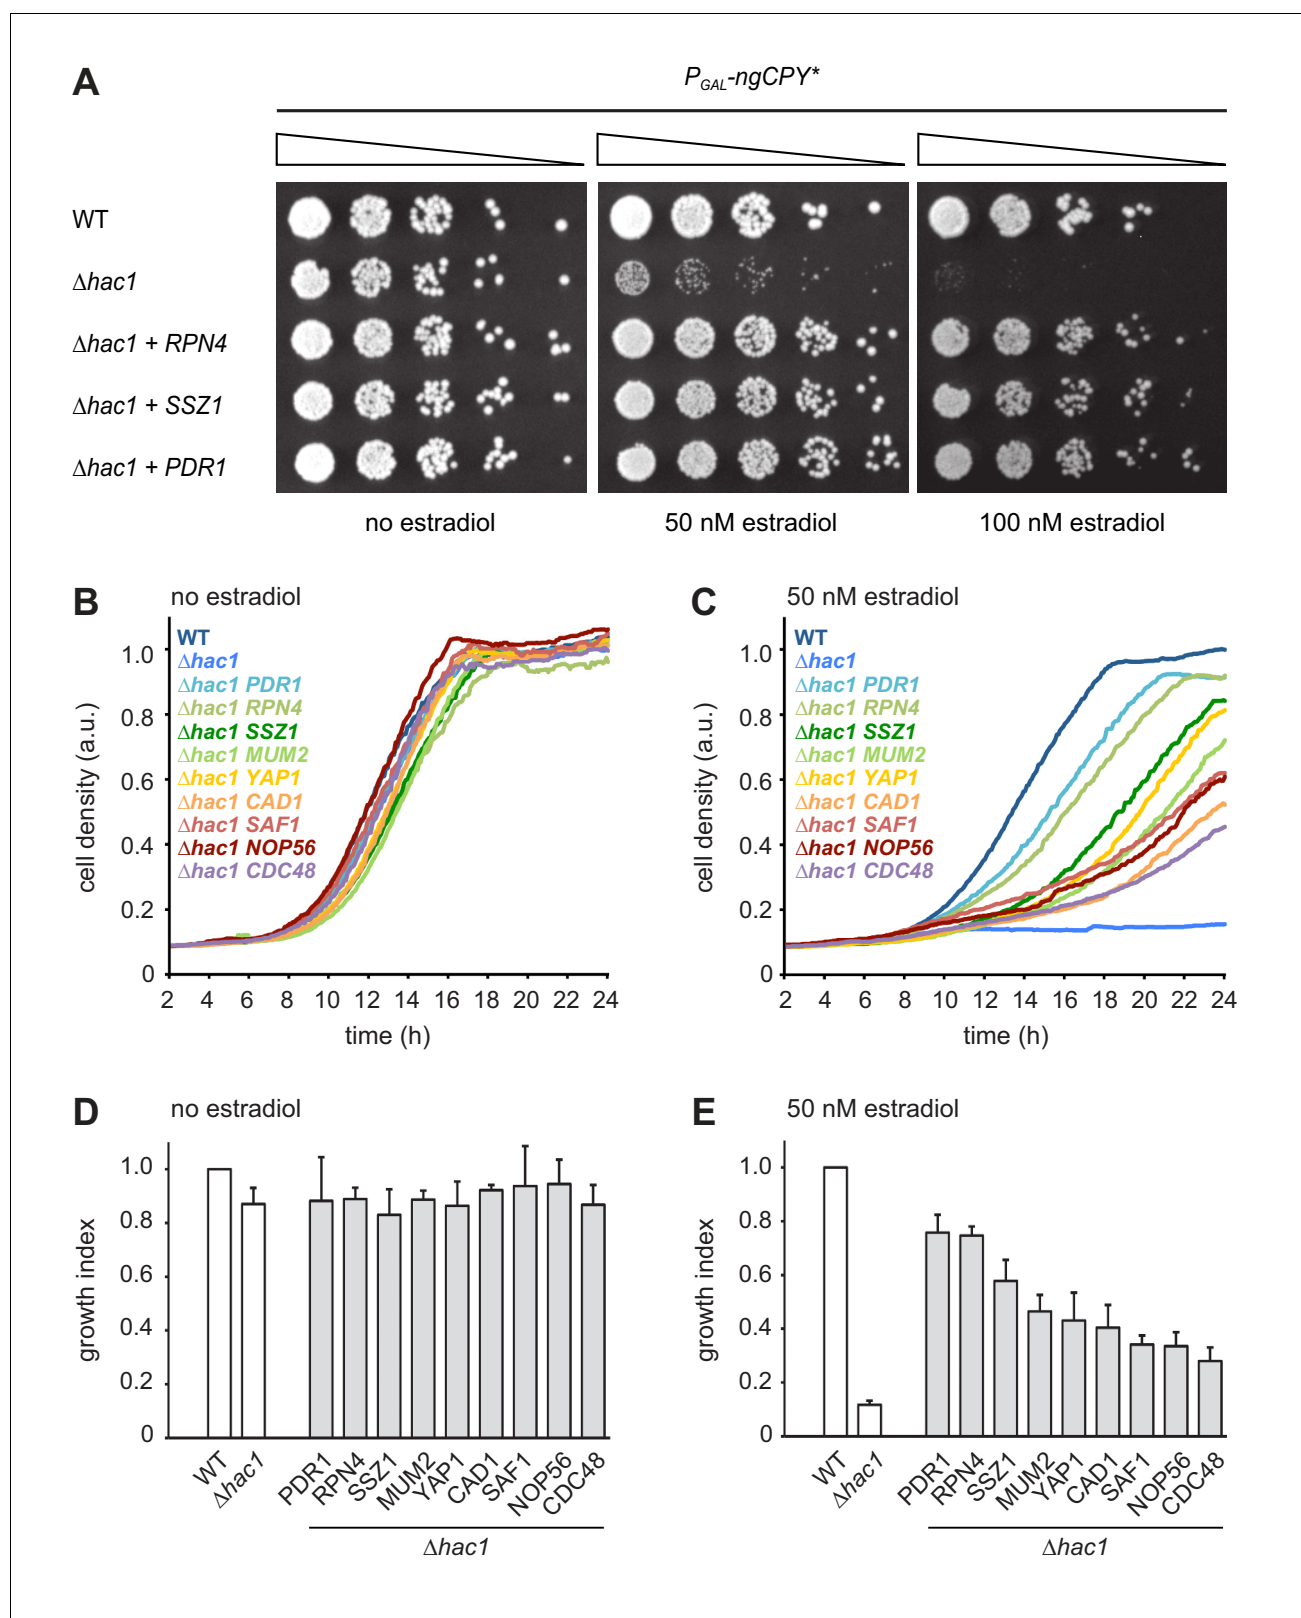 A
P_GAL-ngCPY*
WT
Δhac1
Δhac1 + RPN4
Δhac1 + SSZ1
Δhac1 + PDR1
no estradiol
50 nM estradiol
100 nM estradiol
B
no estradiol
WT
Δhac1
Δhac1 PDR1
Δhac1 RPN4
Δhac1 SSZ1
Δhac1 MUM2
Δhac1 YAP1
Δhac1 CAD1
Δhac1 SAF1
Δhac1 NOP56
Δhac1 CDC48
cell density (a.u.)
1.0
0.8
0.6
0.4
0.2
0
2 4 6 8 10 12 14 16 18 20 22 24
time (h)
C
50 nM estradiol
WT
Δhac1
Δhac1 PDR1
Δhac1 RPN4
Δhac1 SSZ1
Δhac1 MUM2
Δhac1 YAP1
Δhac1 CAD1
Δhac1 SAF1
Δhac1 NOP56
Δhac1 CDC48
cell density (a.u.)
1.0
0.8
0.6
0.4
0.2
0
2 4 6 8 10 12 14 16 18 20 22 24
time (h)
D
no estradiol
growth index
1.0
0.8
0.6
0.4
0.2
0
WT
Δhac1
PDR1
RPN4
SSZ1
MUM2
YAP1
CAD1
SAF1
NOP56
CDC48
Δhac1
E
50 nM estradiol
growth index
1.0
0.8
0.6
0.4
0.2
0
WT
Δhac1
PDR1
RPN4
SSZ1
MUM2
YAP1
CAD1
SAF1
NOP56
CDC48
Δhac1